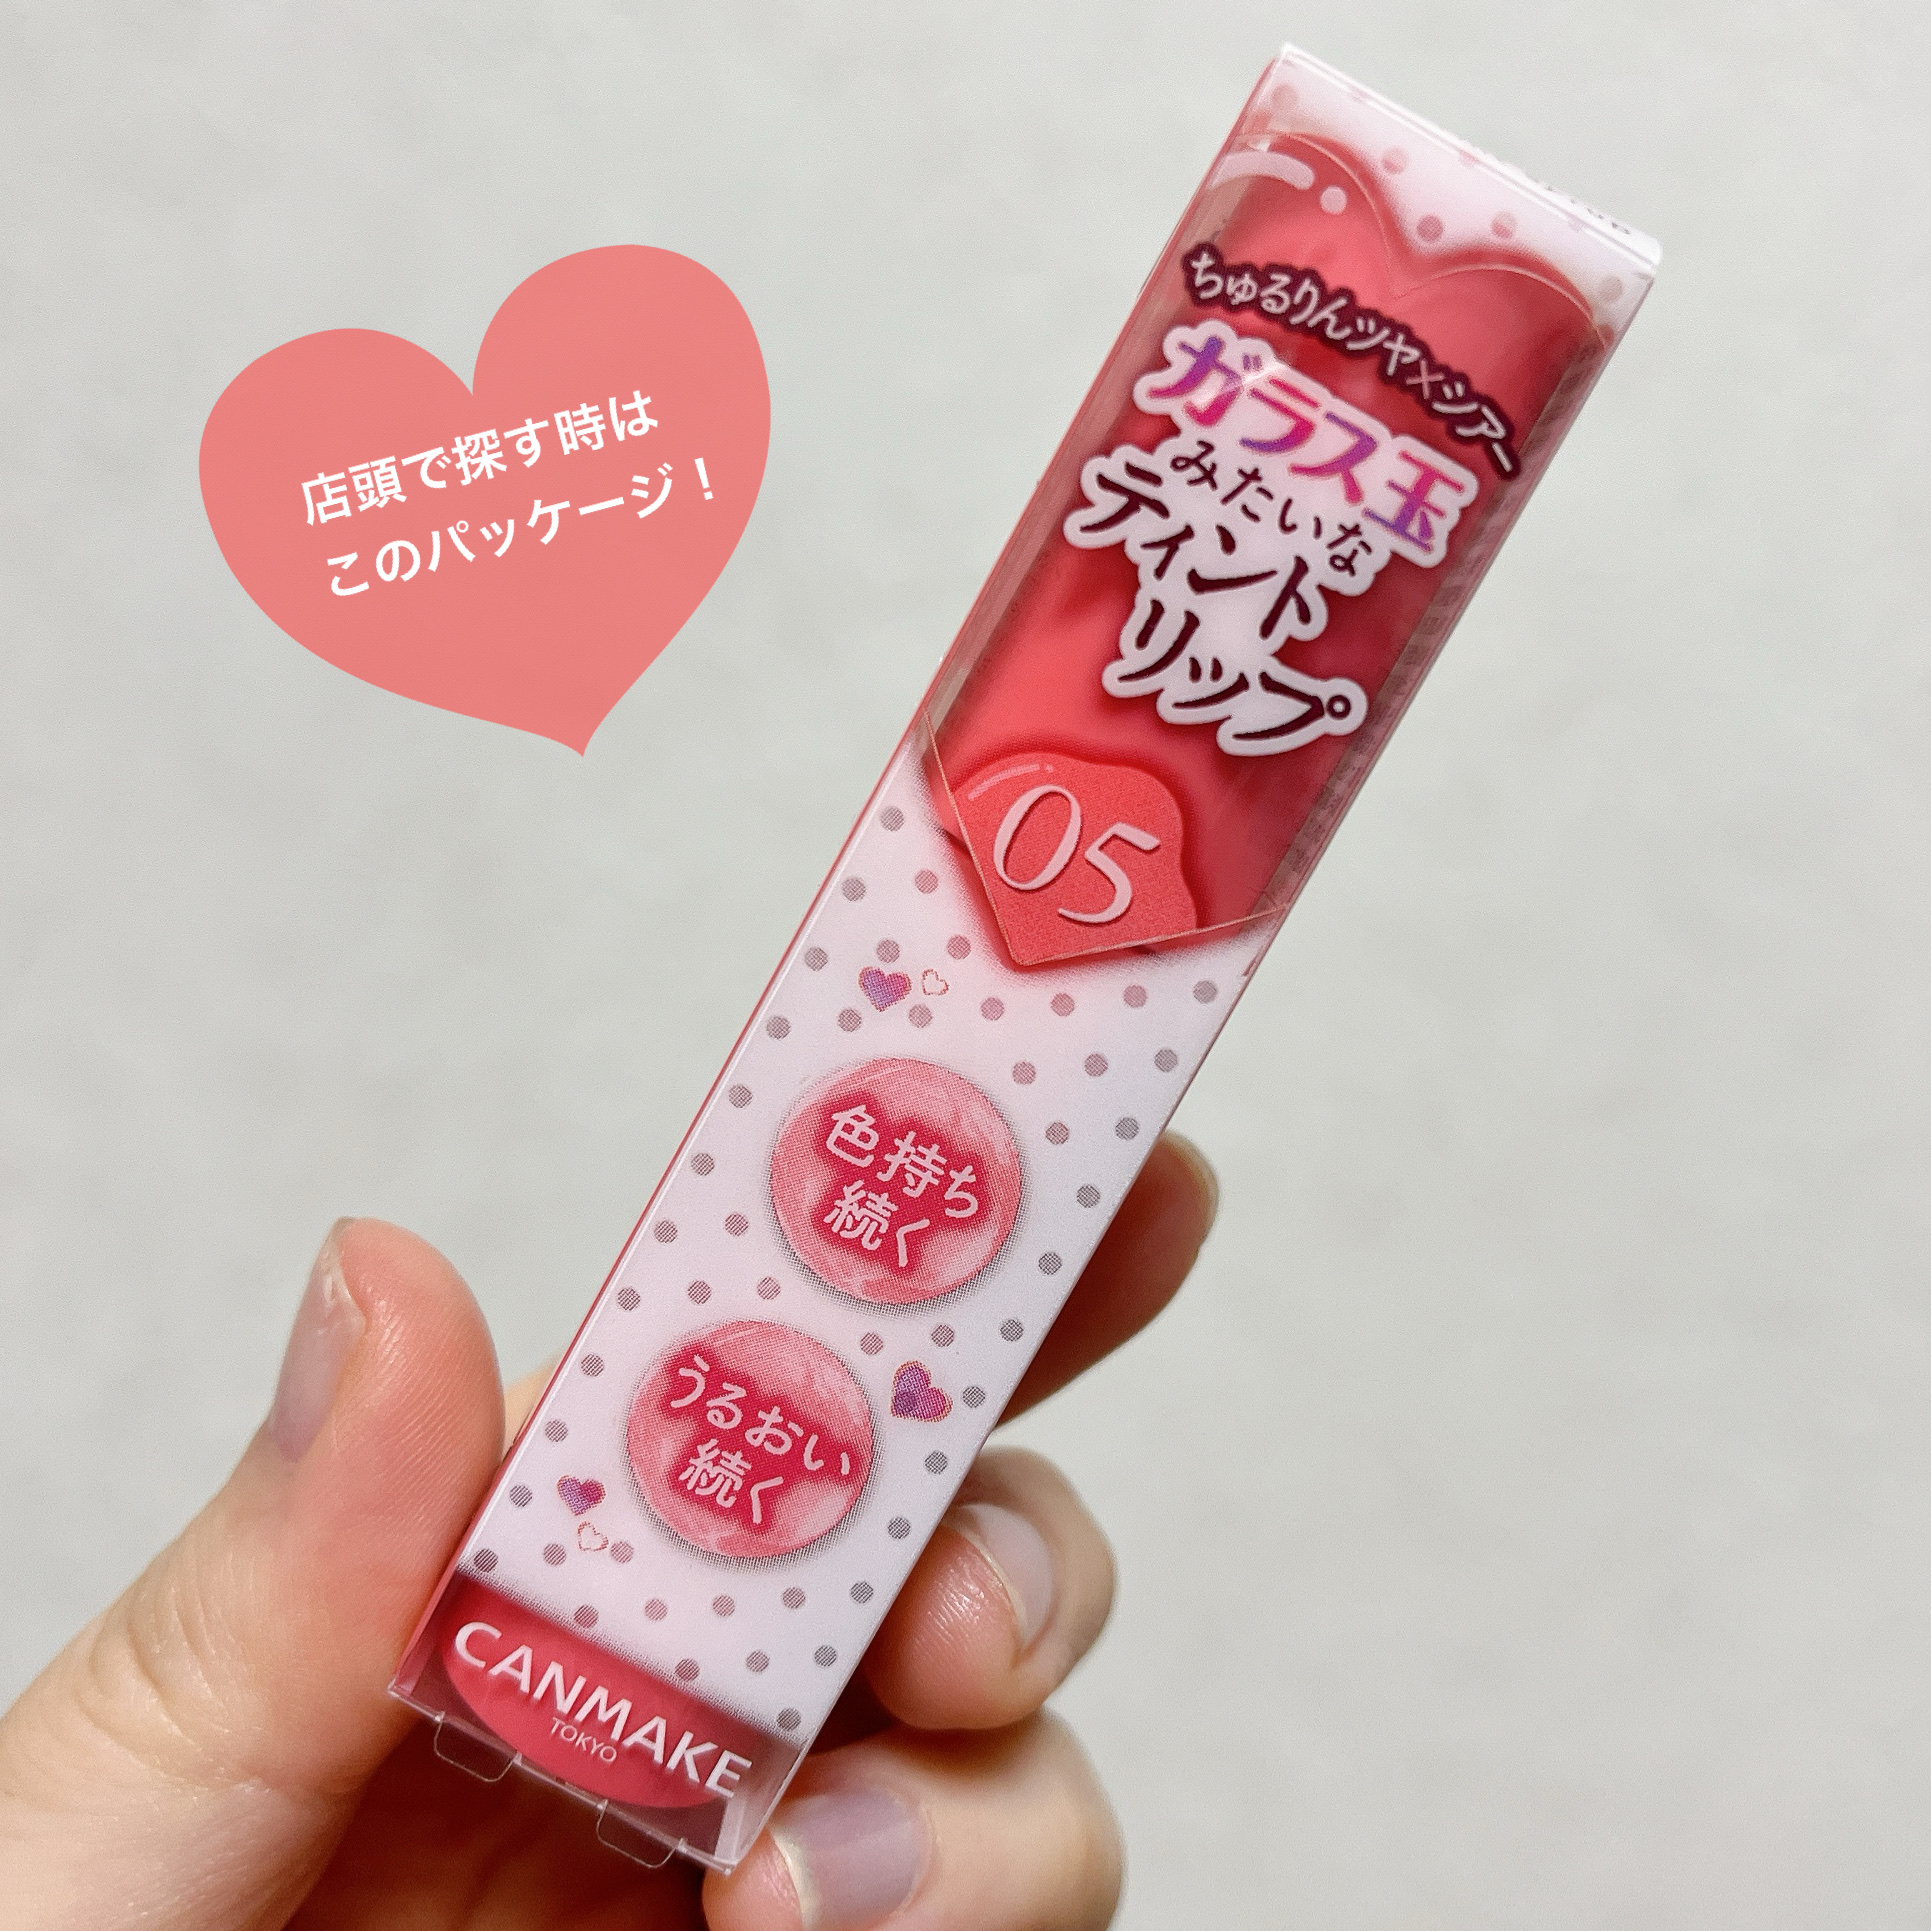 店頭で探す時は
このパッケージ！
ちゅるりんツヤ×シアー
ガラス玉
みたいな
ティント
リップ
05
色持ち
続く
うるおい
続く
CANMAKE
TOKYO